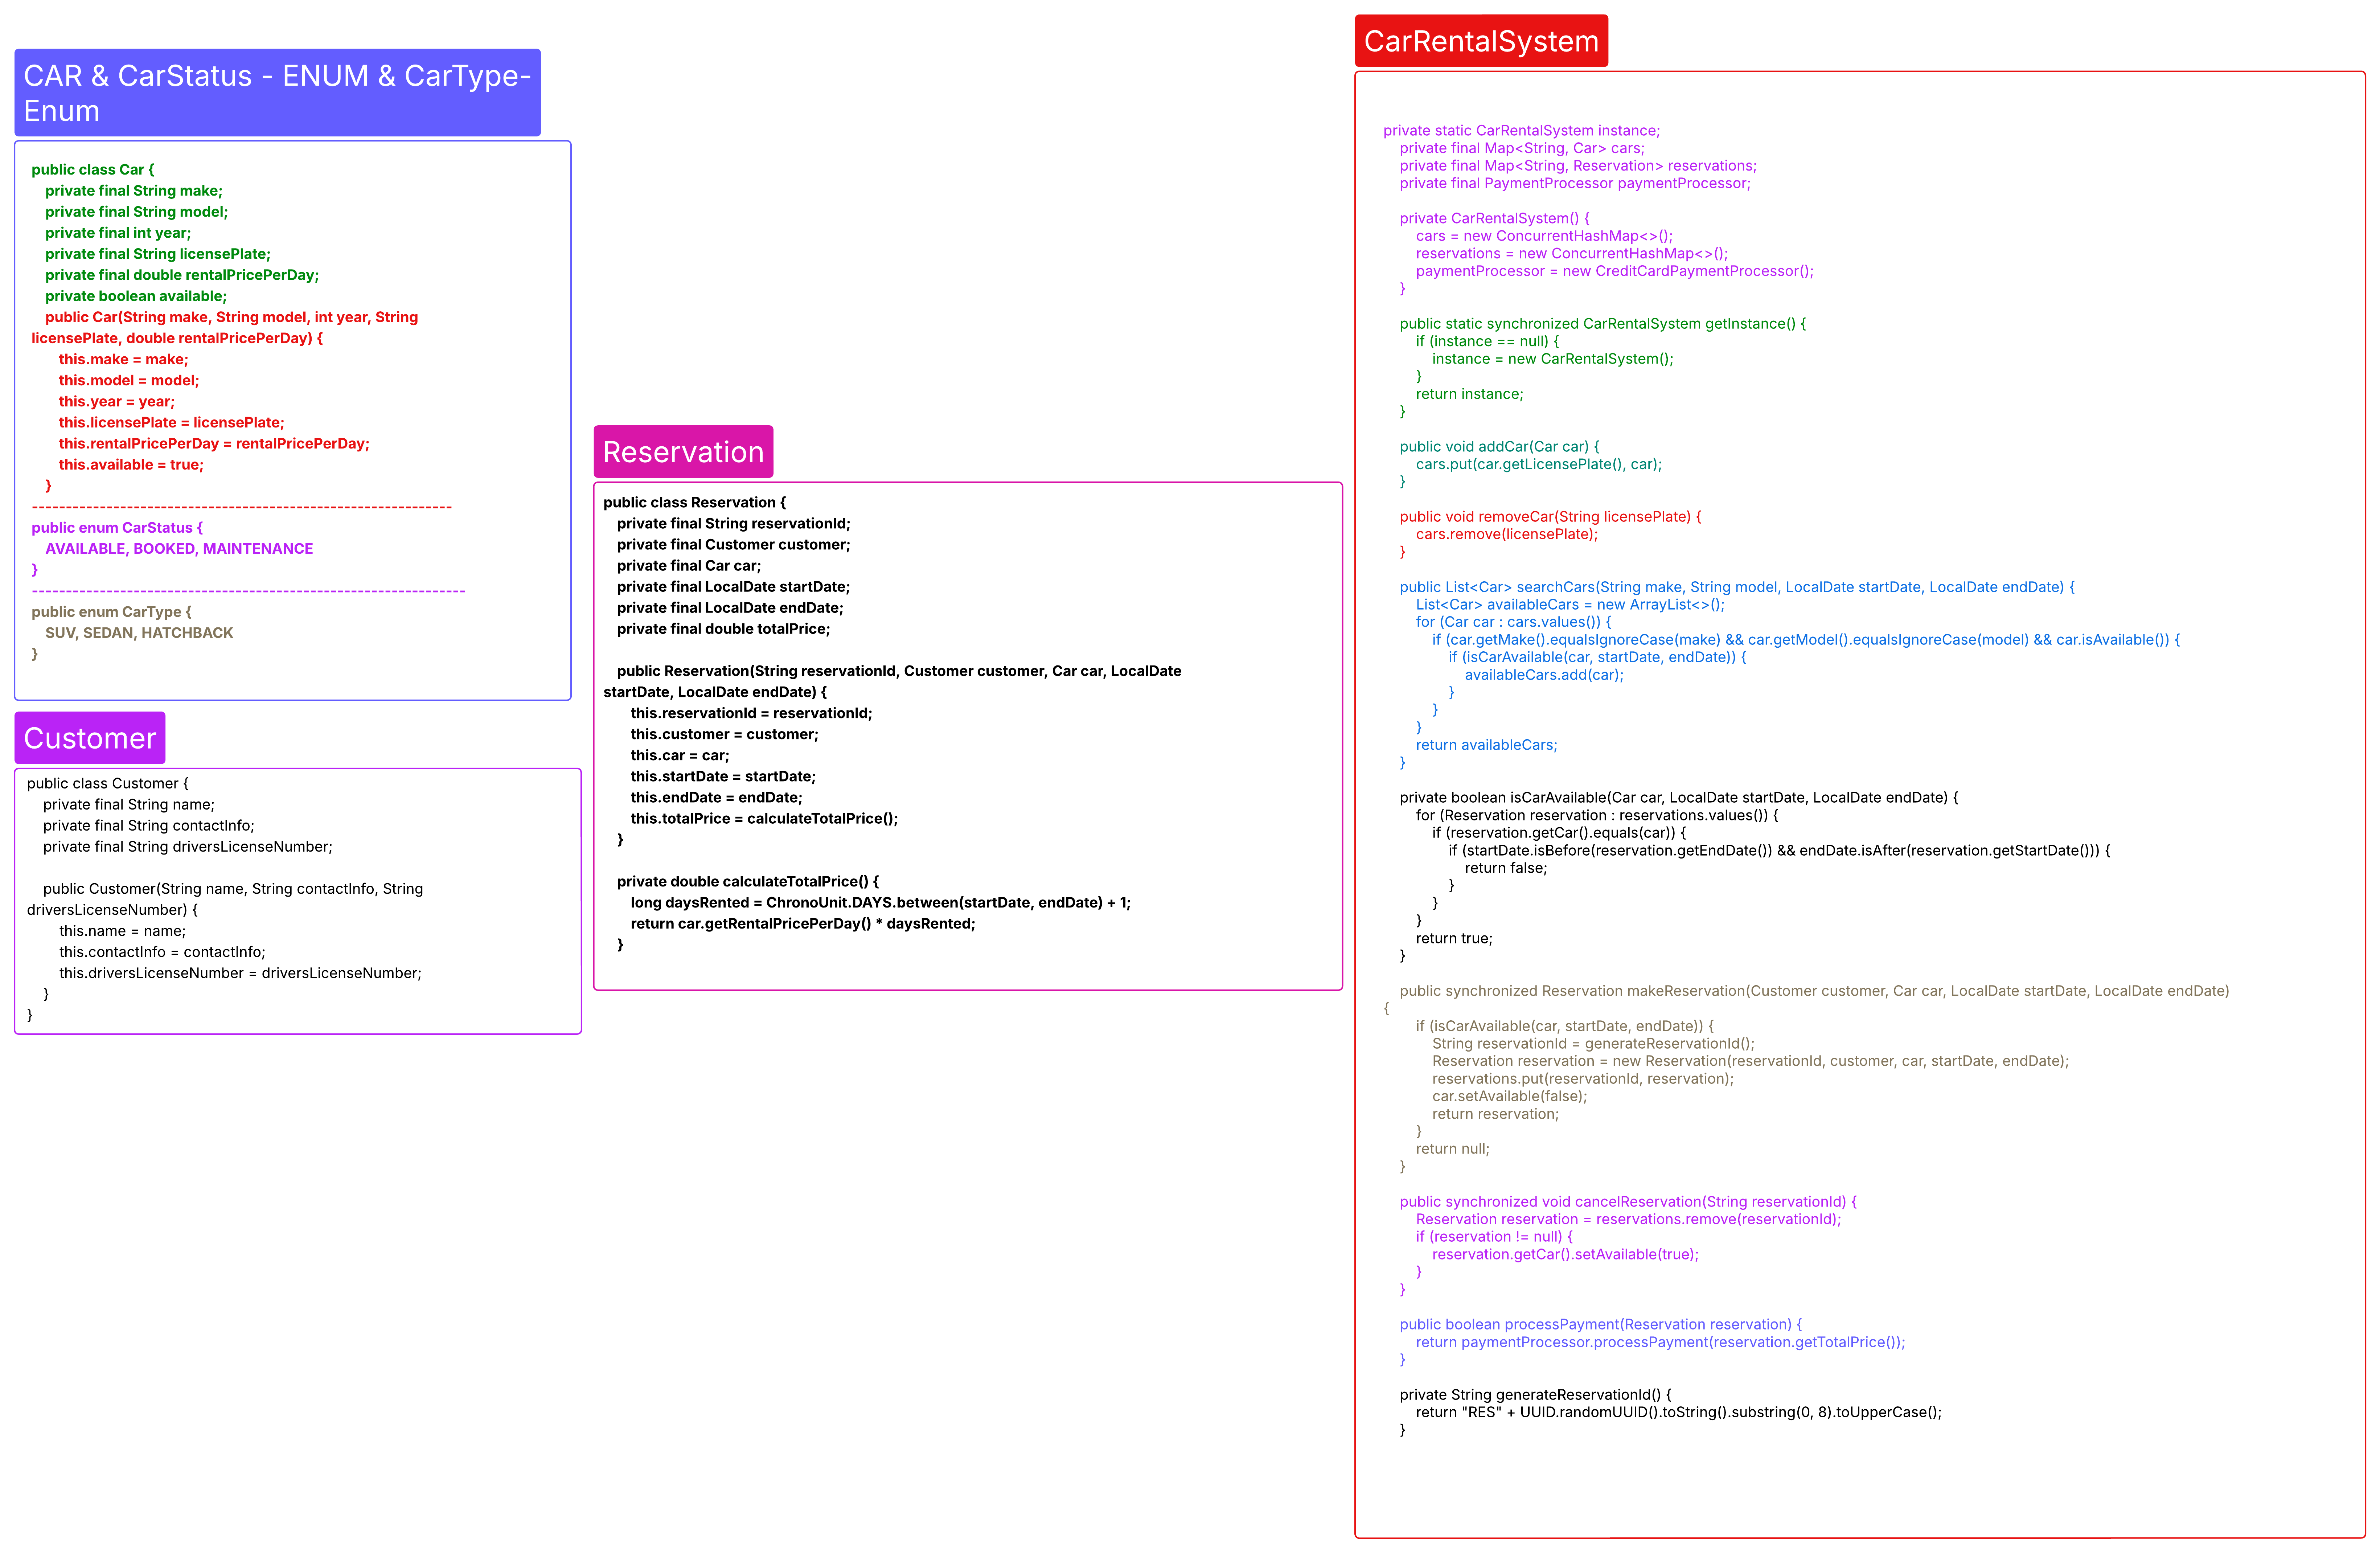 CAR & CarStatus - ENUM & CarType-
Enum
public class Car {
    private final String make;
    private final String model;
    private final int year;
    private final String licensePlate;
    private final double rentalPricePerDay;
    private boolean available;
    public Car(String make, String model, int year, String
licensePlate, double rentalPricePerDay) {
        this.make = make;
        this.model = model;
        this.year = year;
        this.licensePlate = licensePlate;
        this.rentalPricePerDay = rentalPricePerDay;
        this.available = true;
    }
--------------------------------------------------------------
public enum CarStatus {
    AVAILABLE, BOOKED, MAINTENANCE
}
----------------------------------------------------------------
public enum CarType {
    SUV, SEDAN, HATCHBACK
}
Customer
public class Customer {
    private final String name;
    private final String contactInfo;
    private final String driversLicenseNumber;
    public Customer(String name, String contactInfo, String
driversLicenseNumber) {
        this.name = name;
        this.contactInfo = contactInfo;
        this.driversLicenseNumber = driversLicenseNumber;
    }
}
Reservation
public class Reservation {
    private final String reservationId;
    private final Customer customer;
    private final Car car;
    private final LocalDate startDate;
    private final LocalDate endDate;
    private final double totalPrice;
    public Reservation(String reservationId, Customer customer, Car car, LocalDate
startDate, LocalDate endDate) {
        this.reservationId = reservationId;
        this.customer = customer;
        this.car = car;
        this.startDate = startDate;
        this.endDate = endDate;
        this.totalPrice = calculateTotalPrice();
    }
    private double calculateTotalPrice() {
        long daysRented = ChronoUnit.DAYS.between(startDate, endDate) + 1;
        return car.getRentalPricePerDay() * daysRented;
    }
CarRentalSystem
private static CarRentalSystem instance;
    private final Map<String, Car> cars;
    private final Map<String, Reservation> reservations;
    private final PaymentProcessor paymentProcessor;
    private CarRentalSystem() {
        cars = new ConcurrentHashMap<>();
        reservations = new ConcurrentHashMap<>();
        paymentProcessor = new CreditCardPaymentProcessor();
    }
    public static synchronized CarRentalSystem getInstance() {
        if (instance == null) {
            instance = new CarRentalSystem();
        }
        return instance;
    }
    public void addCar(Car car) {
        cars.put(car.getLicensePlate(), car);
    }
    public void removeCar(String licensePlate) {
        cars.remove(licensePlate);
    }
    public List<Car> searchCars(String make, String model, LocalDate startDate, LocalDate endDate) {
        List<Car> availableCars = new ArrayList<>();
        for (Car car : cars.values()) {
            if (car.getMake().equalsIgnoreCase(make) && car.getModel().equalsIgnoreCase(model) && car.isAvailable()) {
                if (isCarAvailable(car, startDate, endDate)) {
                    availableCars.add(car);
                }
            }
        }
        return availableCars;
    }
    private boolean isCarAvailable(Car car, LocalDate startDate, LocalDate endDate) {
        for (Reservation reservation : reservations.values()) {
            if (reservation.getCar().equals(car)) {
                if (startDate.isBefore(reservation.getEndDate()) && endDate.isAfter(reservation.getStartDate())) {
                    return false;
                }
            }
        }
        return true;
    }
    public synchronized Reservation makeReservation(Customer customer, Car car, LocalDate startDate, LocalDate endDate)
{
        if (isCarAvailable(car, startDate, endDate)) {
            String reservationId = generateReservationId();
            Reservation reservation = new Reservation(reservationId, customer, car, startDate, endDate);
            reservations.put(reservationId, reservation);
            car.setAvailable(false);
            return reservation;
        }
        return null;
    }
    public synchronized void cancelReservation(String reservationId) {
        Reservation reservation = reservations.remove(reservationId);
        if (reservation != null) {
            reservation.getCar().setAvailable(true);
        }
    }
    public boolean processPayment(Reservation reservation) {
        return paymentProcessor.processPayment(reservation.getTotalPrice());
    }
    private String generateReservationId() {
        return "RES" + UUID.randomUUID().toString().substring(0, 8).toUpperCase();
    }